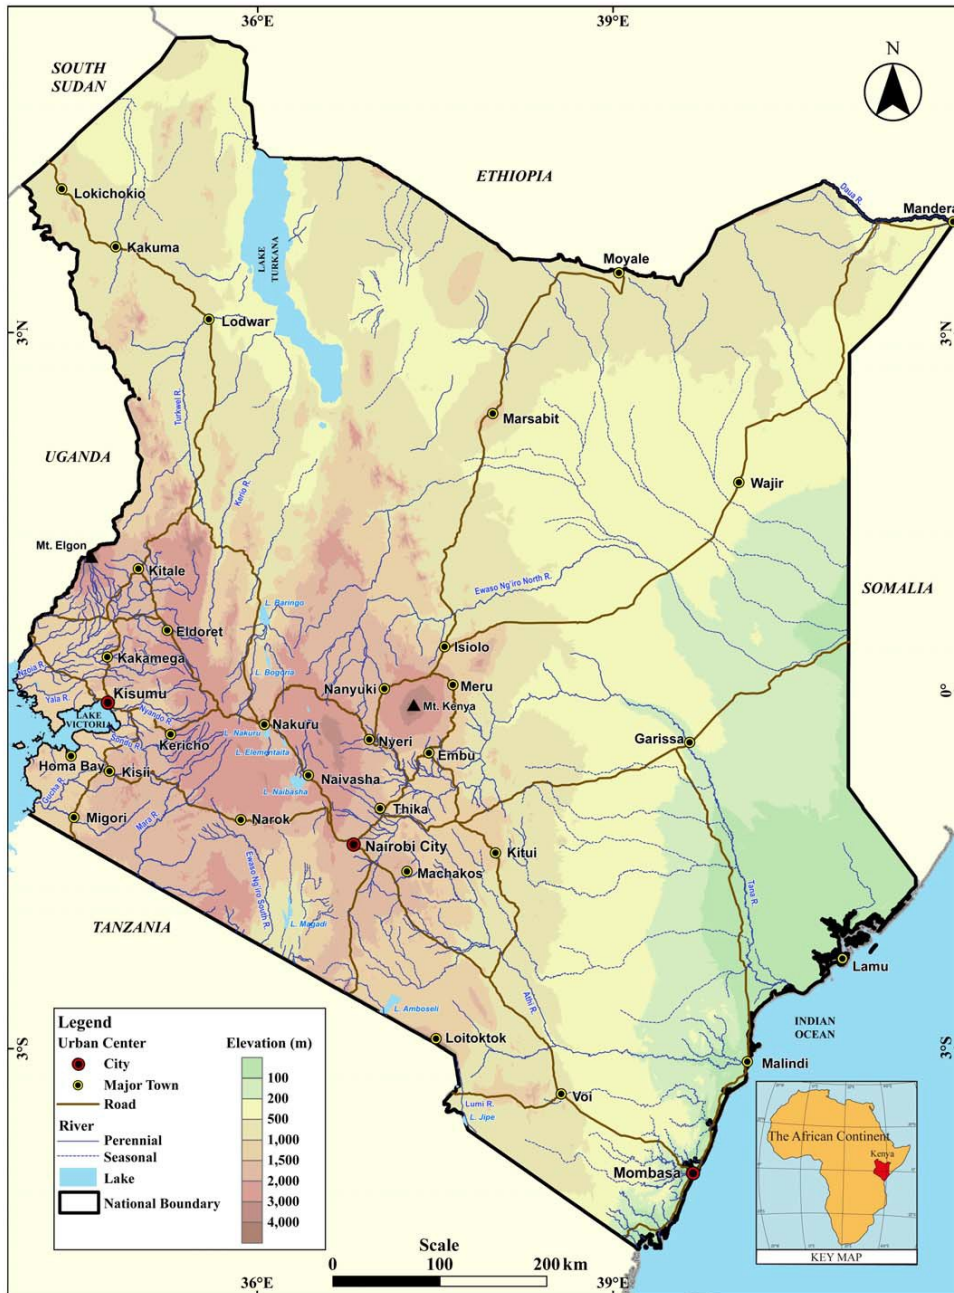 36°E
39°E
N
SOUTH
SUDAN
ETHIOPIA
Daua R.
Mandera
Lokichokio
Kakuma
LAKE
TURKANA
Moyale
3°N
3°N
Lodwar
Turkwel R.
Marsabit
UGANDA
Kerio R.
Wajir
Mt. Elgon
Kitale
Ewaso Ng'iro North R.
SOMALIA
L. Baringo
Eldoret
Isiolo
Kakamega
L. Bogoria
Nzoia R.
Nanyuki
Meru
0°
Yala R.
Kisumu
Mt. Kenya
LAKE
VICTORIA
Nyando R.
Nakuru
L. Nakuru
Kericho
Sondu R.
Nyeri
Garissa
L. Elementaita
Embu
Homa Bay
Kisii
Naivasha
L. Naibasha
Gucha R.
Thika
Migori
Mara R.
Narok
Nairobi City
Kitui
Machakos
Ewaso Ng'iro South R.
Tana R.
TANZANIA
L. Magadi
Lamu
Athi R.
L. Amboseli
INDIAN
OCEAN
Loitoktok
3°S
3°S
Malindi
Voi
Lumi R.
L. Jipe
Mombasa
Legend
Urban Center
City
Major Town
Road
River
Perennial
Seasonal
Lake
National Boundary
Elevation (m)
100
200
500
1,000
1,500
2,000
3,000
4,000
The African Continent
Kenya
KEY MAP
Scale
0
100
200 km
36°E
39°E